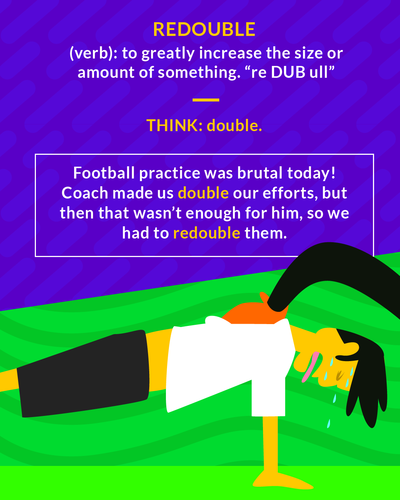 REDOUBLE
(verb): to greatly increase the size or
amount of something. “re DUB ull”
THINK: double.
Football practice was brutal today!
Coach made us double our efforts, but
then that wasn’t enough for him, so we
had to redouble them.